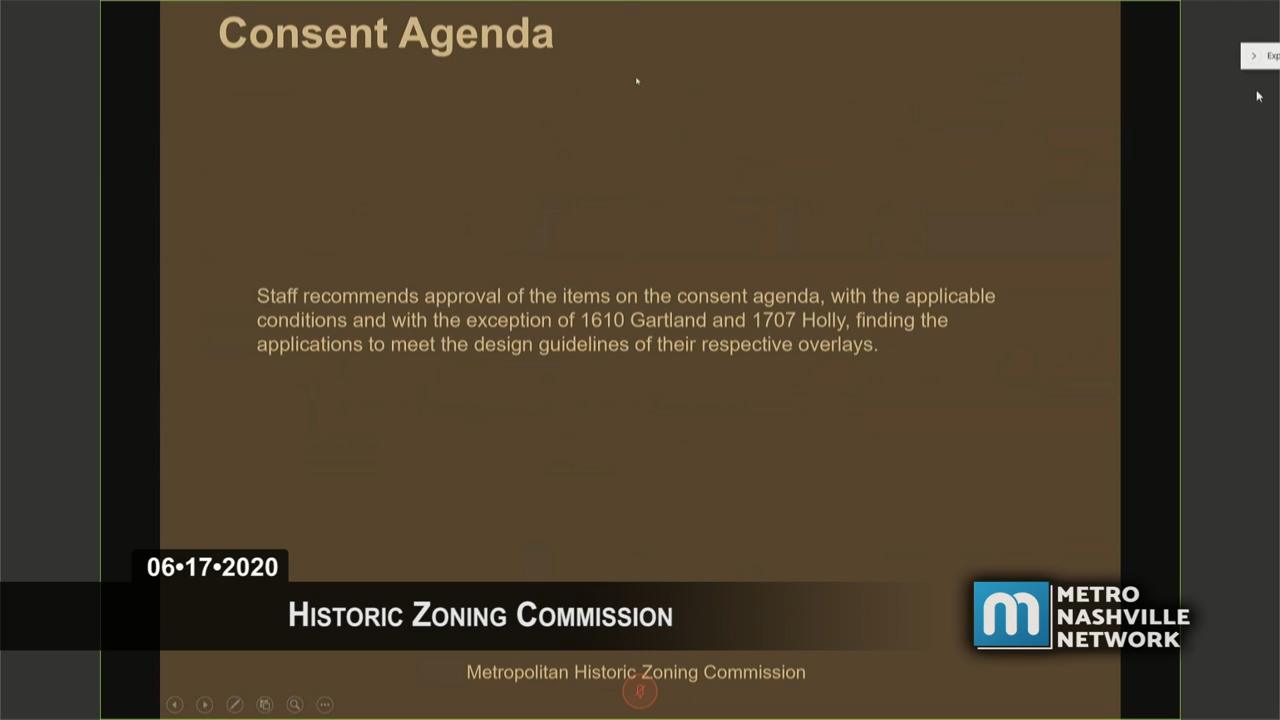 Consent Agenda
Exp
Staff recommends approval of the items on the consent agenda, with the applicable
conditions and with the exception of 1610 Gartland and 1707 Holly, finding the
applications to meet the design guidelines of their respective overlays.
06•17•2020
Historic Zoning Commission
m METRO
NASHVILLE
NETWORK
Metropolitan Historic Zoning Commission